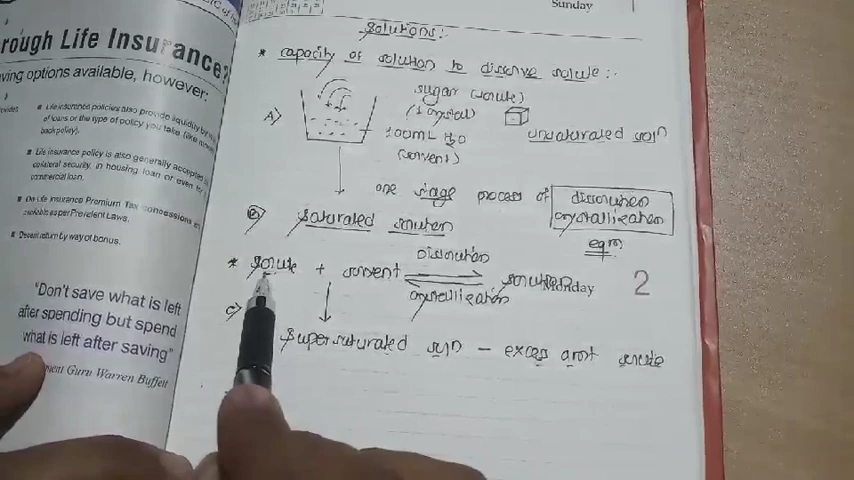 rough Life Insurance?
ving options available, however:
Life insurance policies also provide liquidity by
of loans or the type of policy you take
back policy).
Life insurance policy is also generally accepted
collateral security, in housing loan or even
commercial loan.
On Life Insurance Premium Tax concessions
available as per Prevalent Laws.
Decent return by way of bonus.
"Don't save what is left
after spending but spend
what is left after saving"
Guru Warren Buffett
Sunday
Solutions:
* capacity of solution to dissolve solute :-
A) Sugar (solute)
(1 crystal)
100mL H2O
(solvent)
unsaturated soln
one stage process of dissolution
crystallization
eqm
B) Saturated solution
* solute + solvent Dissolution ⇌ crystallization solution
Monday 2
C) Supersaturated soln - excess amt solute